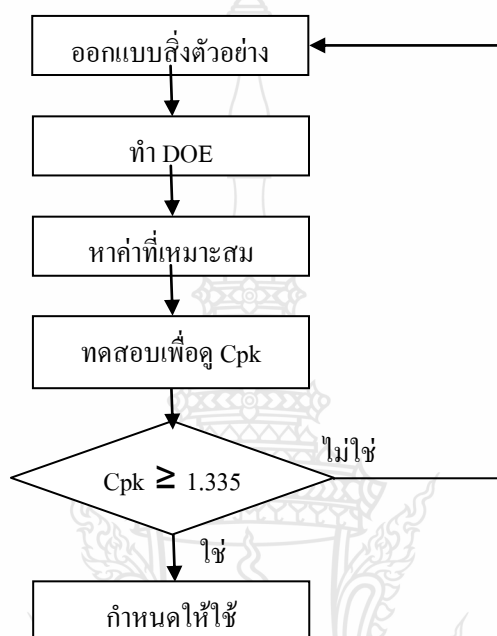 ออกแบบสิ่งตัวอย่าง
ทำ DOE
หาค่าที่เหมาะสม
ทดสอบเพื่อดู Cpk
Cpk ≥ 1.335
ไม่ใช่
ใช่
กำหนดให้ใช้